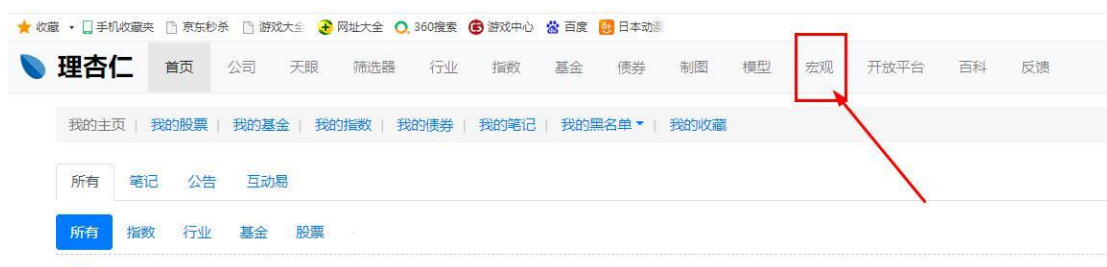 收藏 手机收藏夹 京东秒杀 游戏大全 网址大全 360搜索 游戏中心 百度 日本动漫
理杏仁 首页 公司 天眼 筛选器 行业 指数 基金 债券 制图 模型 宏观 开放平台 百科 反馈
我的主页 | 我的股票 | 我的基金 | 我的指数 | 我的债券 | 我的笔记 | 我的黑名单 | 我的收藏
所有 笔记 公告 互动易
所有 指数 行业 基金 股票